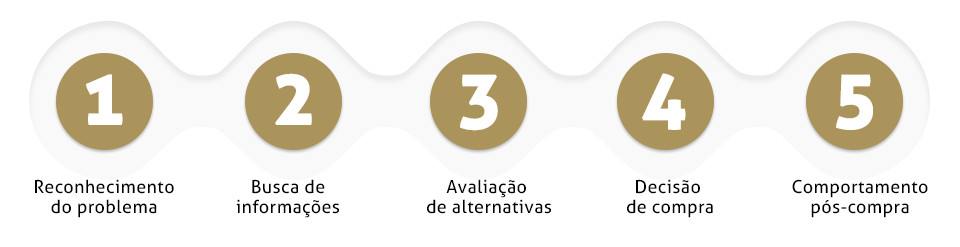 1
2
3
4
5
Reconhecimento
do problema
Busca de
informações
Avaliação
de alternativas
Decisão
de compra
Comportamento
pós-compra